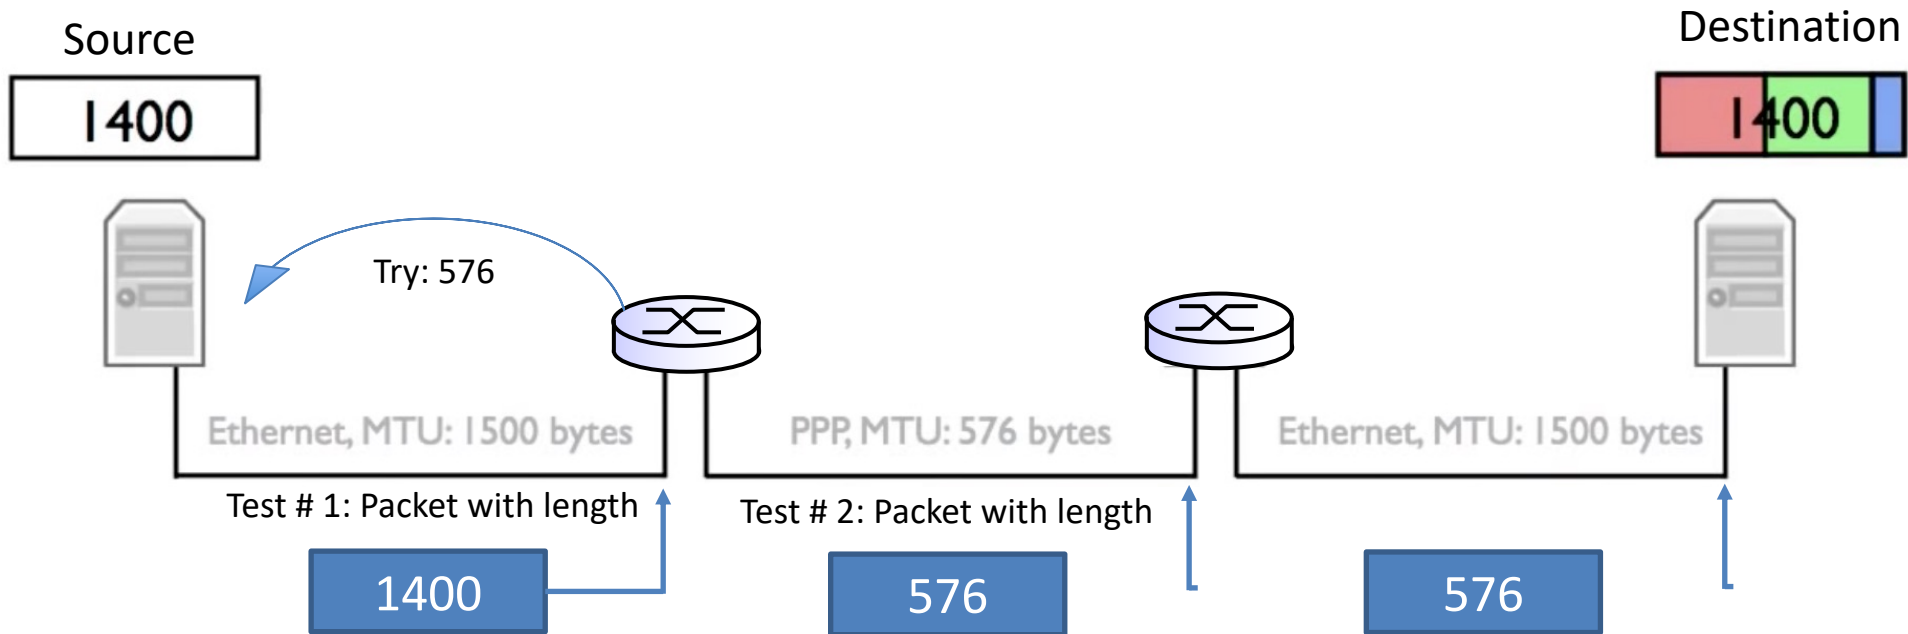 Source
Destination
1400
1400
Try: 576
Ethernet, MTU: 1500 bytes
PPP, MTU: 576 bytes
Ethernet, MTU: 1500 bytes
Test # 1: Packet with length
Test # 2: Packet with length
1400
576
576